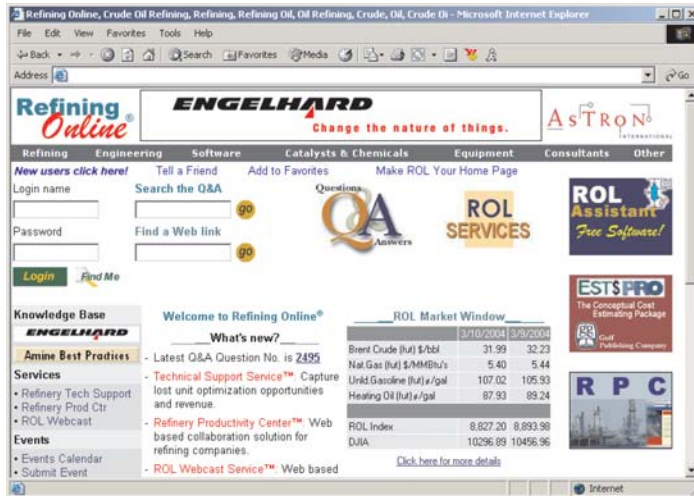 Refining Online, Crude Oil Refining, Refining, Refining Oil, Oil Refining, Crude, Oil, Crude Oi - Microsoft Internet Explorer
File Edit View Favorites Tools Help
Back Search Favorites Media
Address Go
Refining Online®
ENGELHARD
Change the nature of things.
ASTRON
INTERNATIONAL
Refining Engineering Software Catalysts & Chemicals Equipment Consultants Other
New users click here! Tell a Friend Add to Favorites Make ROL Your Home Page
Login name Search the Q&A
go
Password Find a Web link
go
Login Find Me
Questions
Q&A
Answers
ROL
SERVICES
ROL
Assistant
Free Software!
EST$PRO
The Conceptual Cost
Estimating Package
Gulf
Publishing Company
RPC
Knowledge Base
ENGELHARD
Amine Best Practices
Services
• Refinery Tech Support
• Refinery Prod Ctr
• ROL Webcast
Events
• Events Calendar
• Submit Event
Welcome to Refining Online®
What's new?
- Latest Q&A Question No. is 2495
- Technical Support Service™: Capture
lost unit optimization opportunities
and revenue.
- Refinery Productivity Center™: Web
based collaboration solution for
refining companies.
- ROL Webcast Service™: Web based
ROL Market Window
3/10/2004 3/9/2004
Brent Crude (fut) $/bbl 31.99 32.23
Nat.Gas (fut) $/MMBtu's 5.40 5.44
Unld.Gasoline (fut) ¢/gal 107.02 105.93
Heating Oil (fut) ¢/gal 87.93 89.24
ROL Index 8,827.20 8,893.98
DJIA 10296.89 10456.96
Click here for more details
Internet